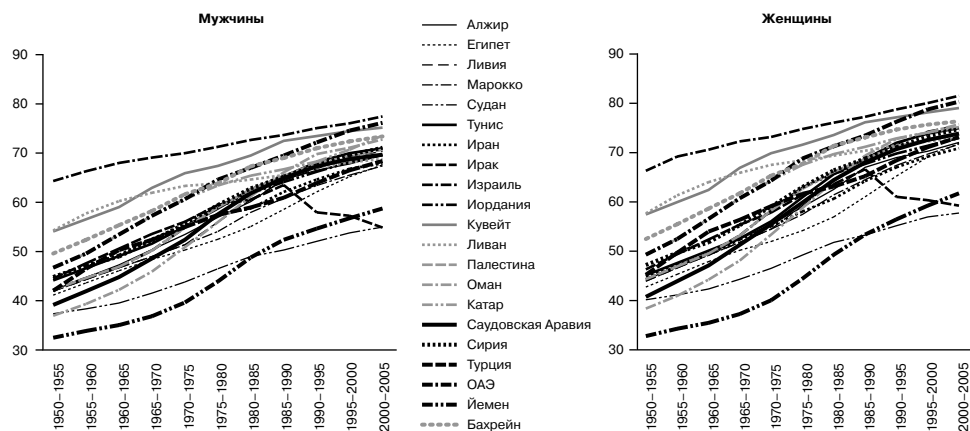 Мужчины
90
80
70
60
50
40
30
1950–1955
1955–1960
1960–1965
1965–1970
1970–1975
1975–1980
1980–1985
1985–1990
1990–1995
1995–2000
2000–2005
Алжир
Египет
Ливия
Марокко
Судан
Тунис
Иран
Ирак
Израиль
Иордания
Кувейт
Ливан
Палестина
Оман
Катар
Саудовская Аравия
Сирия
Турция
ОАЭ
Йемен
Бахрейн
Женщины
90
80
70
60
50
40
30
1950–1955
1955–1960
1960–1965
1965–1970
1970–1975
1975–1980
1980–1985
1985–1990
1990–1995
1995–2000
2000–2005